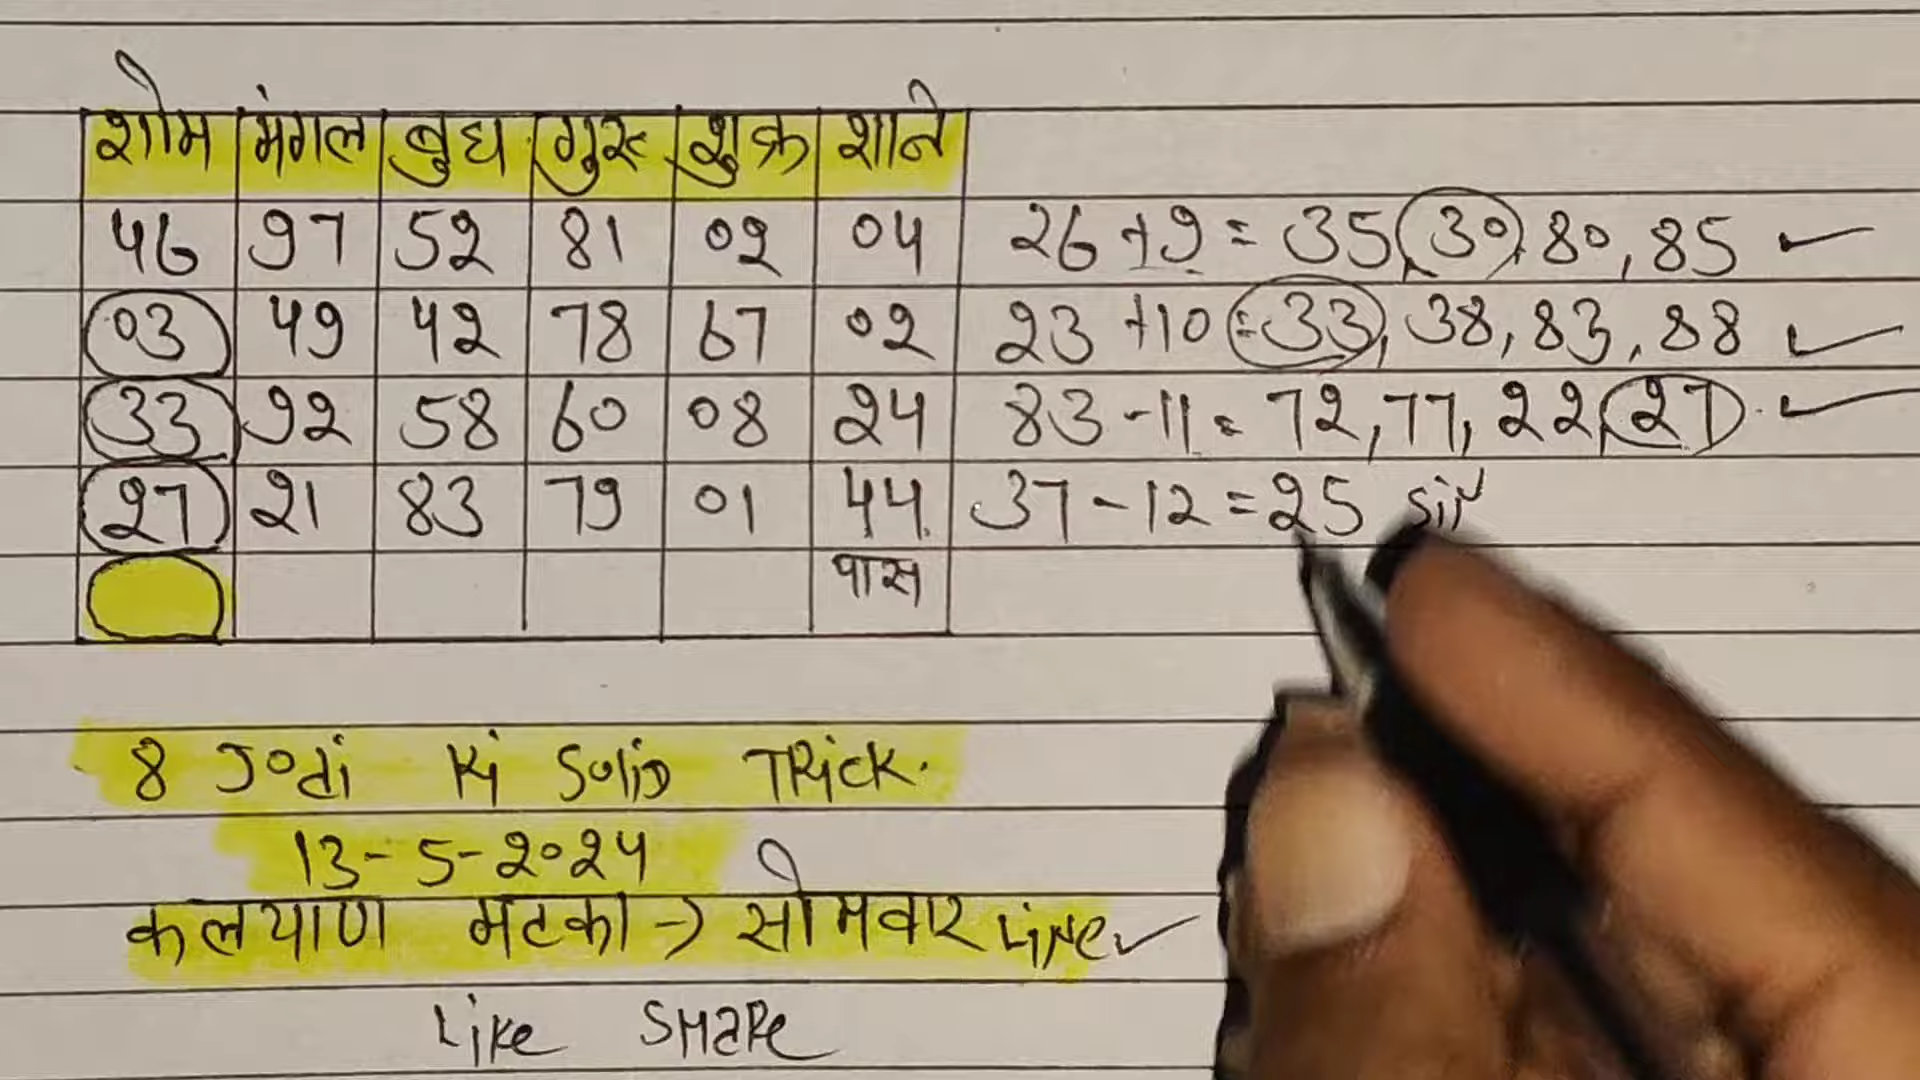 शोम मंगल बुध गुरु शुक्र शनि
46 97 52 81 02 04 26+9=35, 30, 80, 85
03 49 42 78 67 02 23+10=33, 38, 83, 88
33 92 58 60 08 24 83-11=72, 77, 22, 27
27 21 83 79 01 44 37-12=25 sir
पास
8 Jodi Ki Solid TRick.
13-5-2024
कलयाण मटका → सोमवार Line
Like SHaRe